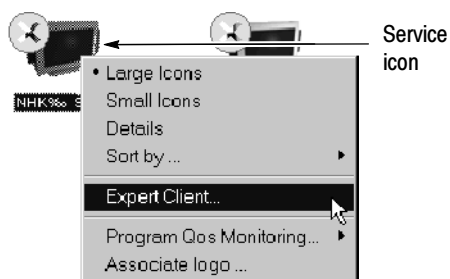 Service
icon
• Large Icons
Small Icons
NHK‰ S
Details
Sort by ...
Expert Client...
Program Qos Monitoring...
Associate logo ...